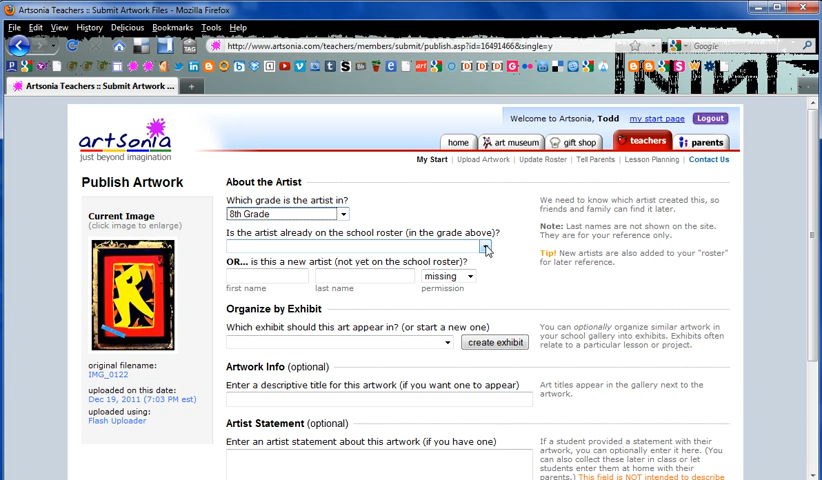 Artsonia Teachers :: Submit Artwork Files - Mozilla Firefox
File Edit View History Delicious Bookmarks Tools Help
http://www.artsonia.com/teachers/members/submit/publish.asp?id=16491466&single=y
Google
Artsonia Teachers :: Submit Artwork ...
Welcome to Artsonia, Todd my start page Logout
artsonia
just beyond imagination
home art museum gift shop teachers parents
My Start Upload Artwork Update Roster Tell Parents Lesson Planning Contact Us
Publish Artwork
Current Image
(click image to enlarge)
original filename:
IMG_0122
uploaded on this date:
Dec 19, 2011 (7:03 PM est)
uploaded using:
Flash Uploader
About the Artist
Which grade is the artist in?
8th Grade
Is the artist already on the school roster (in the grade above)?
OR... is this a new artist (not yet on the school roster)?
missing
first name last name permission
We need to know which artist created this, so
friends and family can find it later.
Note: Last names are not shown on the site.
They are for your reference only.
Tip! New artists are also added to your "roster"
for later reference.
Organize by Exhibit
Which exhibit should this art appear in? (or start a new one)
create exhibit
You can optionally organize similar artwork in
your school gallery into exhibits. Exhibits often
relate to a particular lesson or project.
Artwork Info (optional)
Enter a descriptive title for this artwork (if you want one to appear)
Art titles appear in the gallery next to the
artwork.
Artist Statement (optional)
Enter an artist statement about this artwork (if you have one)
If a student provided a statement with their
artwork, you can optionally enter it here. (You
can also collect these later in class or let
students enter them at home with their
parents.) This field is NOT intended to describe